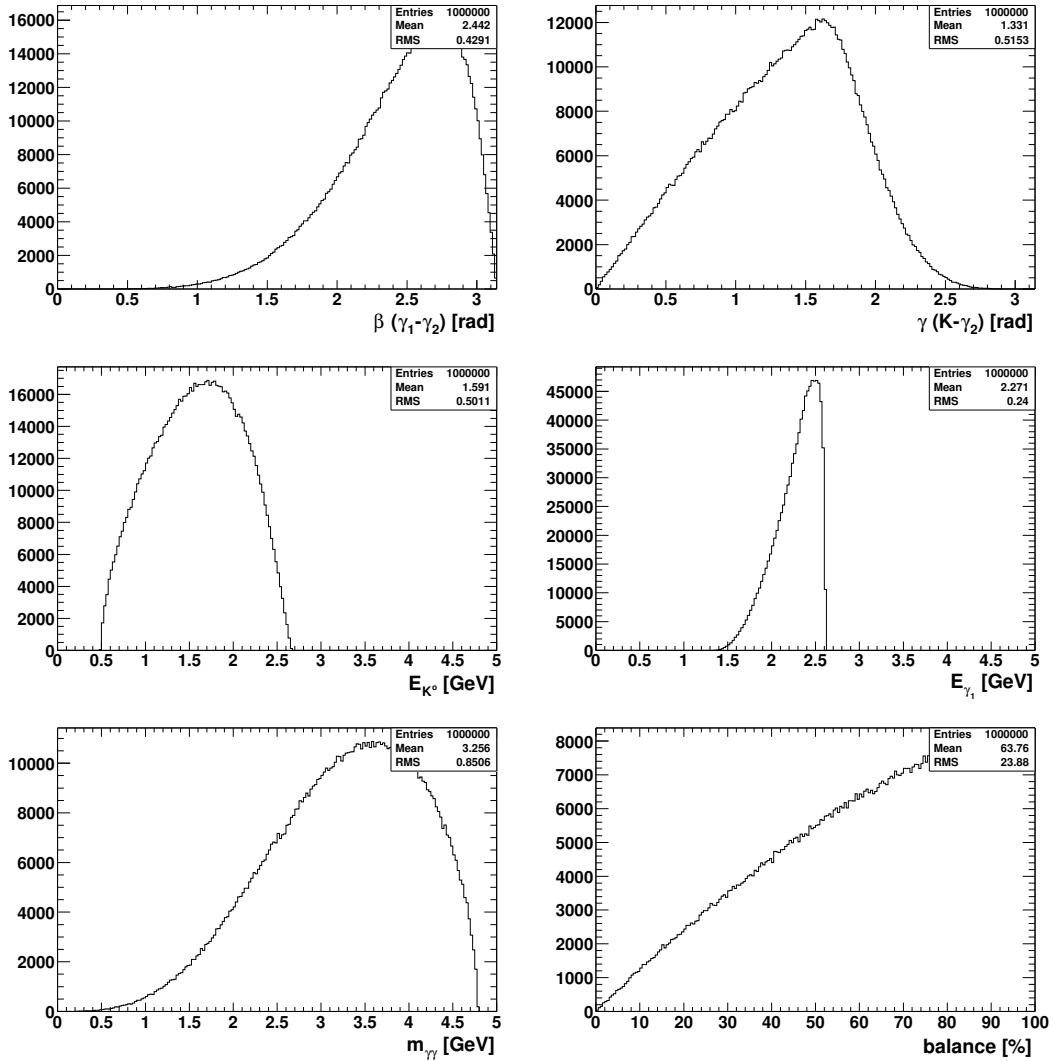 Entries 1000000
Mean 2.442
RMS 0.4291
16000
14000
12000
10000
8000
6000
4000
2000
0
0 0.5 1 1.5 2 2.5 3
β (γ₁-γ₂) [rad]
Entries 1000000
Mean 1.331
RMS 0.5153
12000
10000
8000
6000
4000
2000
0
0 0.5 1 1.5 2 2.5 3
γ (K-γ₂) [rad]
Entries 1000000
Mean 1.591
RMS 0.5011
16000
14000
12000
10000
8000
6000
4000
2000
0
0 0.5 1 1.5 2 2.5 3 3.5 4 4.5 5
E_K° [GeV]
Entries 1000000
Mean 2.271
RMS 0.24
45000
40000
35000
30000
25000
20000
15000
10000
5000
0
0 0.5 1 1.5 2 2.5 3 3.5 4 4.5 5
E_γ₁ [GeV]
Entries 1000000
Mean 3.256
RMS 0.8506
10000
8000
6000
4000
2000
0
0 0.5 1 1.5 2 2.5 3 3.5 4 4.5 5
m_γγ [GeV]
Entries 1000000
Mean 63.76
RMS 23.88
8000
7000
6000
5000
4000
3000
2000
1000
0
0 10 20 30 40 50 60 70 80 90 100
balance [%]